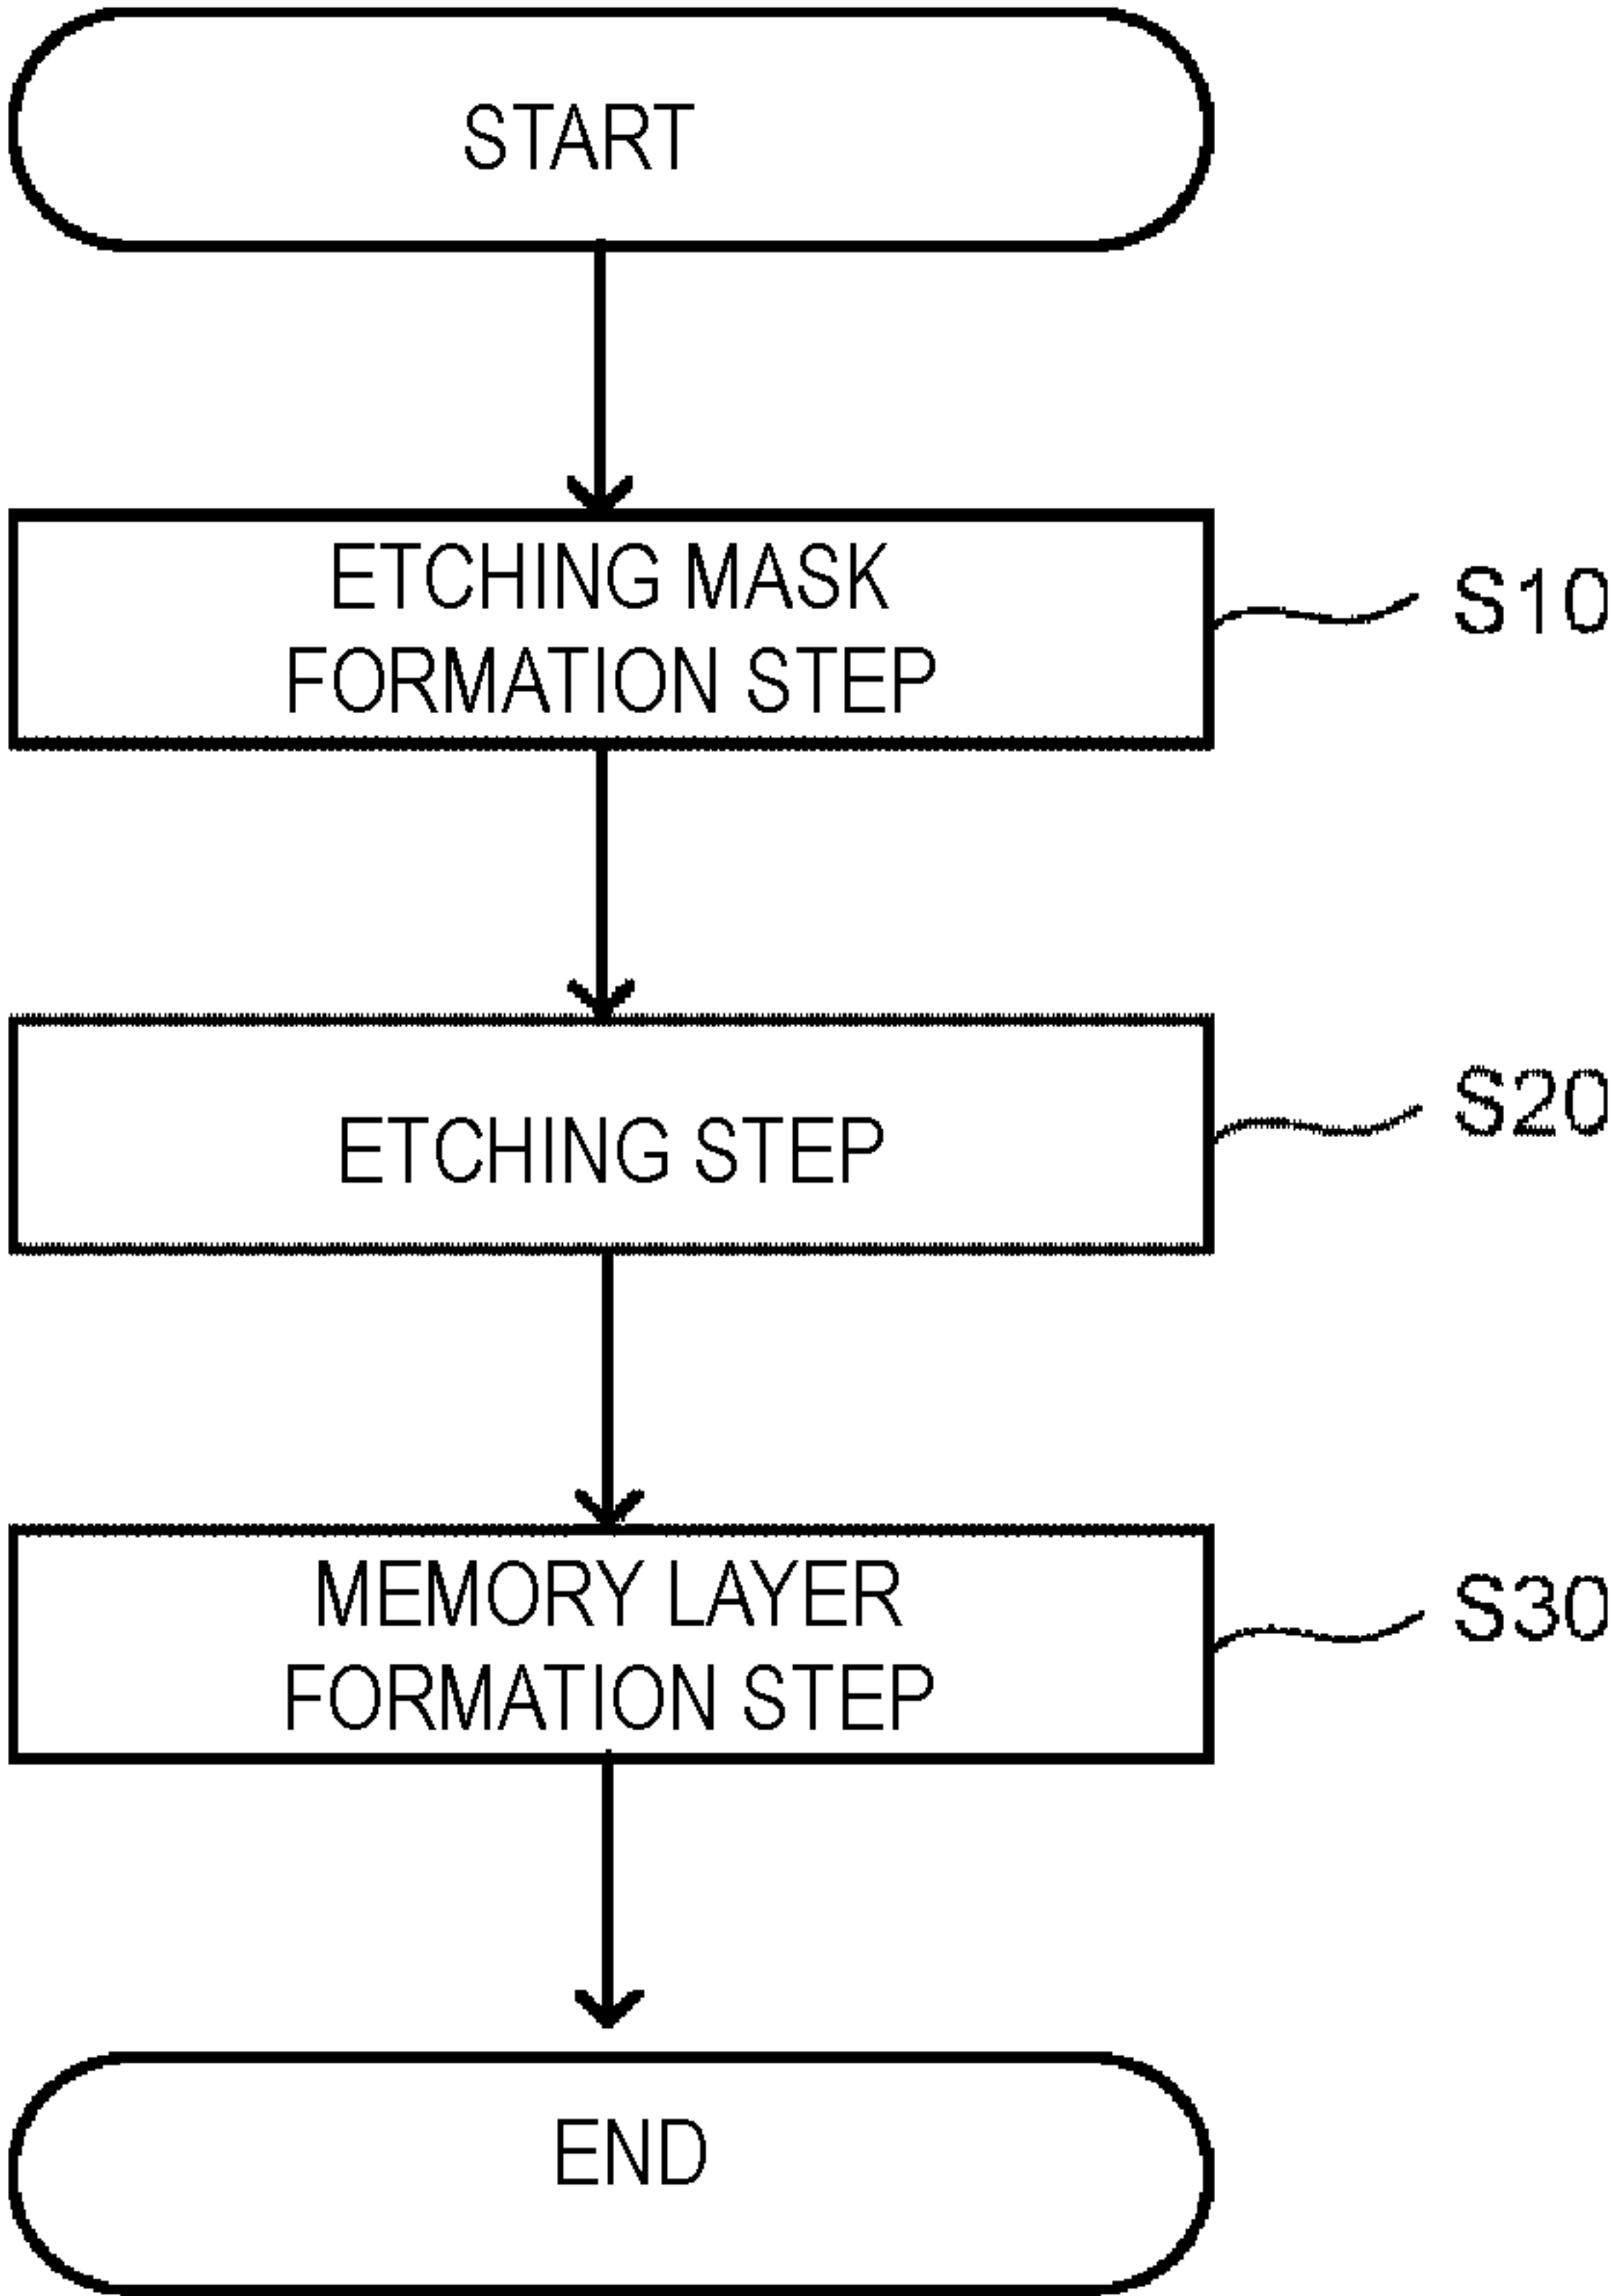 START
ETCHING MASK
FORMATION STEP
S10
ETCHING STEP
S20
MEMORY LAYER
FORMATION STEP
S30
END